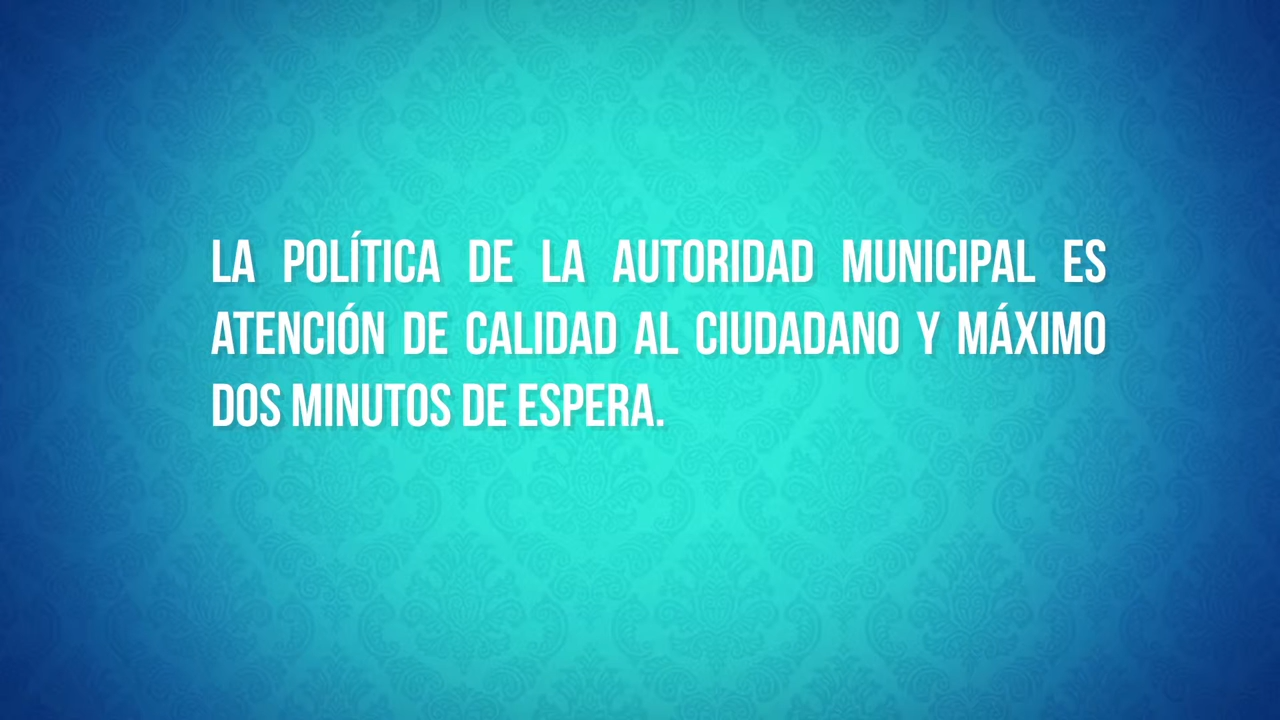 LA POLÍTICA DE LA AUTORIDAD MUNICIPAL ES
ATENCIÓN DE CALIDAD AL CIUDADANO Y MÁXIMO
DOS MINUTOS DE ESPERA.